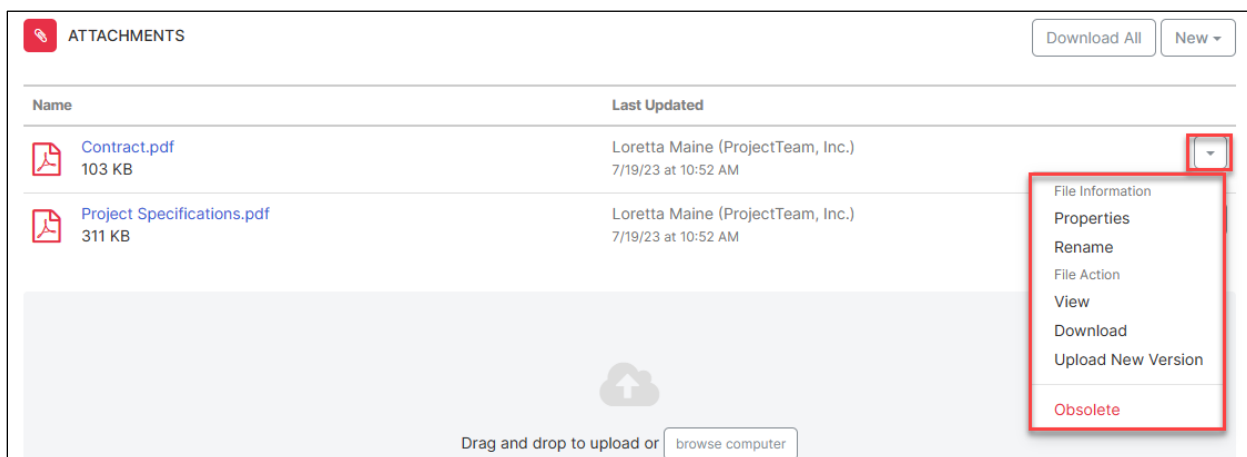 ATTACHMENTS
Download All
New
Name
Last Updated
Contract.pdf
103 KB
Loretta Maine (ProjectTeam, Inc.)
7/19/23 at 10:52 AM
Project Specifications.pdf
311 KB
Loretta Maine (ProjectTeam, Inc.)
7/19/23 at 10:52 AM
File Information
Properties
Rename
File Action
View
Download
Upload New Version
Obsolete
Drag and drop to upload or browse computer